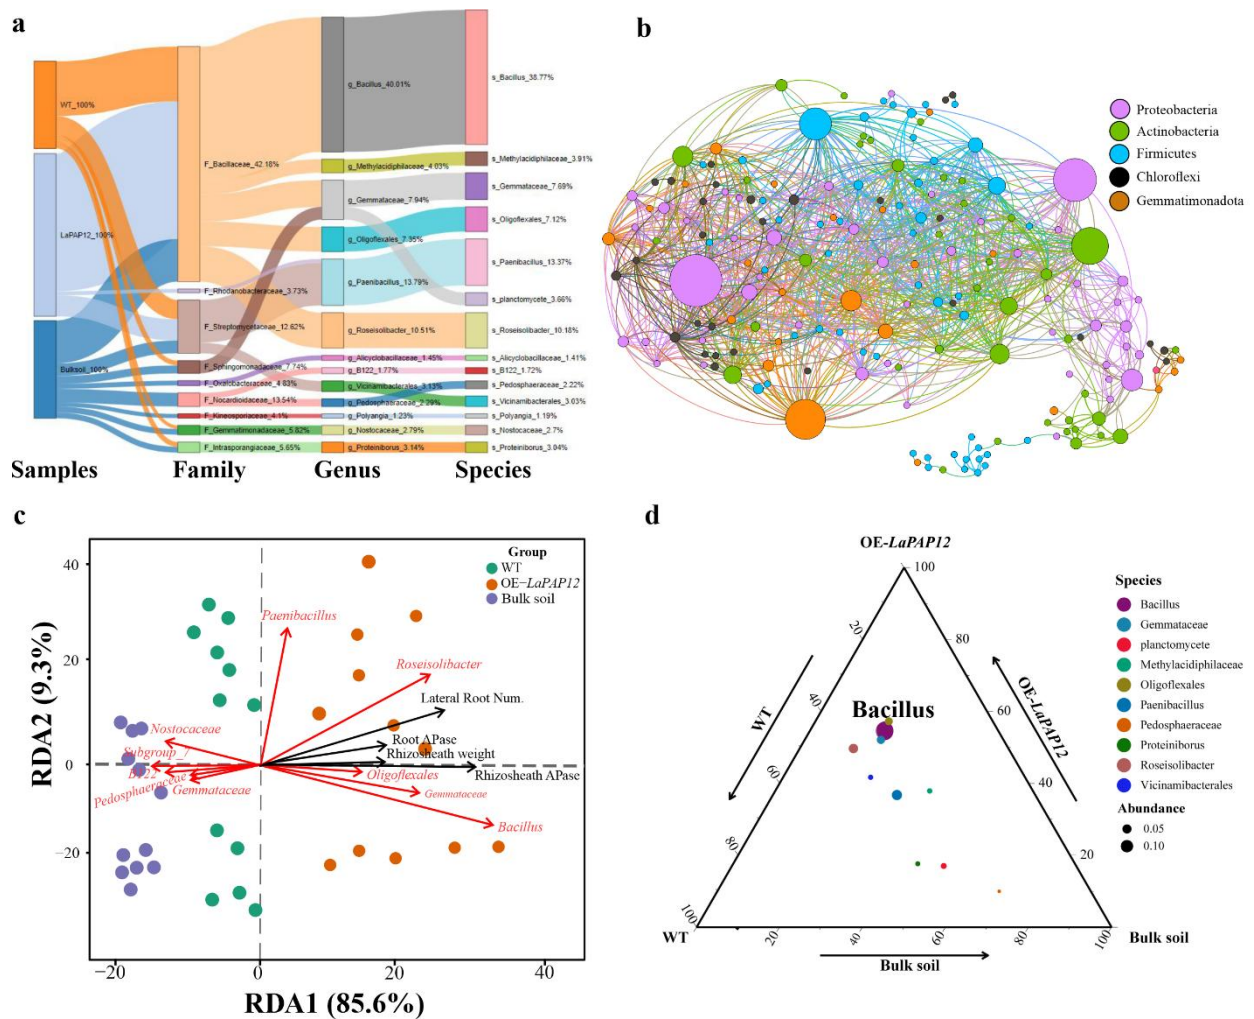 a
WT_100%
LaPAP12_100%
Bulksoil_100%
F_Bacillaceae_42.18%
F_Rhodanobacteraceae_3.73%
F_Streptomycetaceae_12.62%
F_Sphingomonadaceae_7.74%
F_Oxalobacteraceae_4.83%
F_Nocardioidaceae_13.54%
F_Kineosporiaceae_4.1%
F_Gemmatimonadaceae_5.82%
F_Intrasporangiaceae_5.65%
g_Bacillus_40.01%
g_Methylacidiphilaceae_4.03%
g_Gemmataceae_7.94%
g_Oligoflexales_7.35%
g_Paenibacillus_13.79%
g_Roseisolibacter_10.51%
g_Alicyclobacillaceae_1.45%
g_B122_1.77%
g_Vicinamibacterales_3.13%
g_Pedosphaeraceae_2.29%
g_Polyangia_1.23%
g_Nostocaceae_2.79%
g_Proteiniborus_3.14%
s_Bacillus_38.77%
s_Methylacidiphilaceae_3.91%
s_Gemmataceae_7.69%
s_Oligoflexales_7.12%
s_Paenibacillus_13.37%
s_planctomycete_3.66%
s_Roseisolibacter_10.18%
s_Alicyclobacillaceae_1.41%
s_B122_1.72%
s_Pedosphaeraceae_2.22%
s_Vicinamibacterales_3.03%
s_Polyangia_1.19%
s_Nostocaceae_2.7%
s_Proteiniborus_3.04%
Samples
Family
Genus
Species
b
Proteobacteria
Actinobacteria
Firmicutes
Chloroflexi
Gemmatimonadota
c
Group
WT
OE-LaPAP12
Bulk soil
Paenibacillus
Roseisolibacter
Lateral Root Num.
Root APase
Rhizosheath weight
Rhizosheath APase
Nostocaceae
Subgroup_7
B122
Pedosphaeraceae
Gemmataceae
Oligoflexales
Gemmataceae
Bacillus
40
20
0
−20
−20
0
20
40
RDA2 (9.3%)
RDA1 (85.6%)
d
OE-LaPAP12
100
80
60
40
20
20
40
60
80
100
20
40
60
80
100
WT
OE-LaPAP12
Bacillus
WT
Bulk soil
Bulk soil
Species
Bacillus
Gemmataceae
planctomycete
Methylacidiphilaceae
Oligoflexales
Paenibacillus
Pedosphaeraceae
Proteiniborus
Roseisolibacter
Vicinamibacterales
Abundance
0.05
0.10